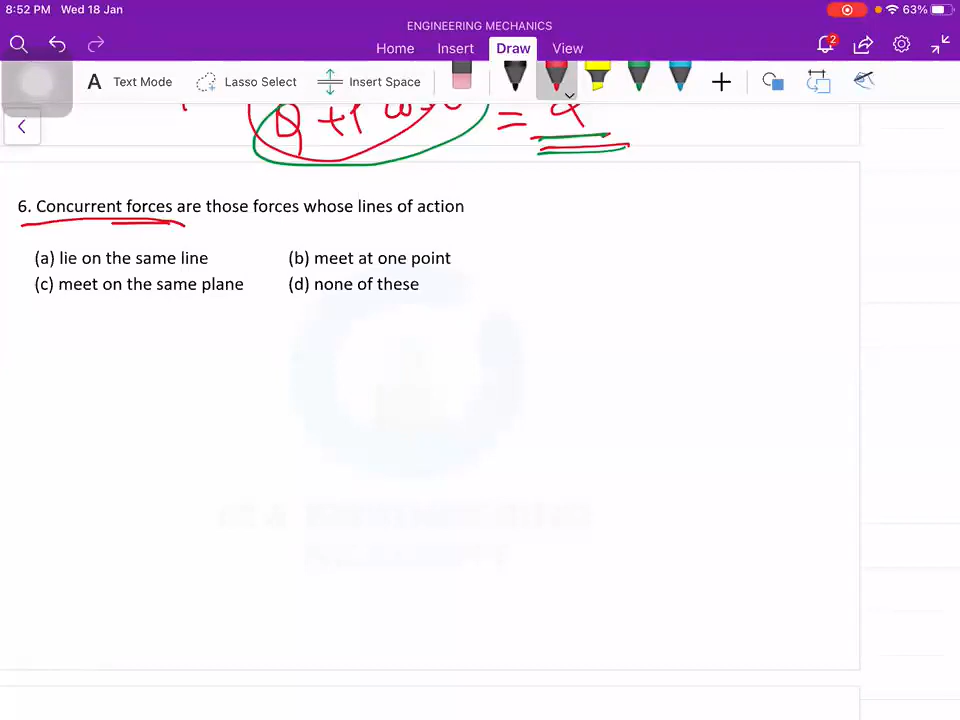 8:52 PM Wed 18 Jan
63%
ENGINEERING MECHANICS
Home Insert Draw View
2
A Text Mode Lasso Select Insert Space
6. Concurrent forces are those forces whose lines of action
(a) lie on the same line (b) meet at one point
(c) meet on the same plane (d) none of these